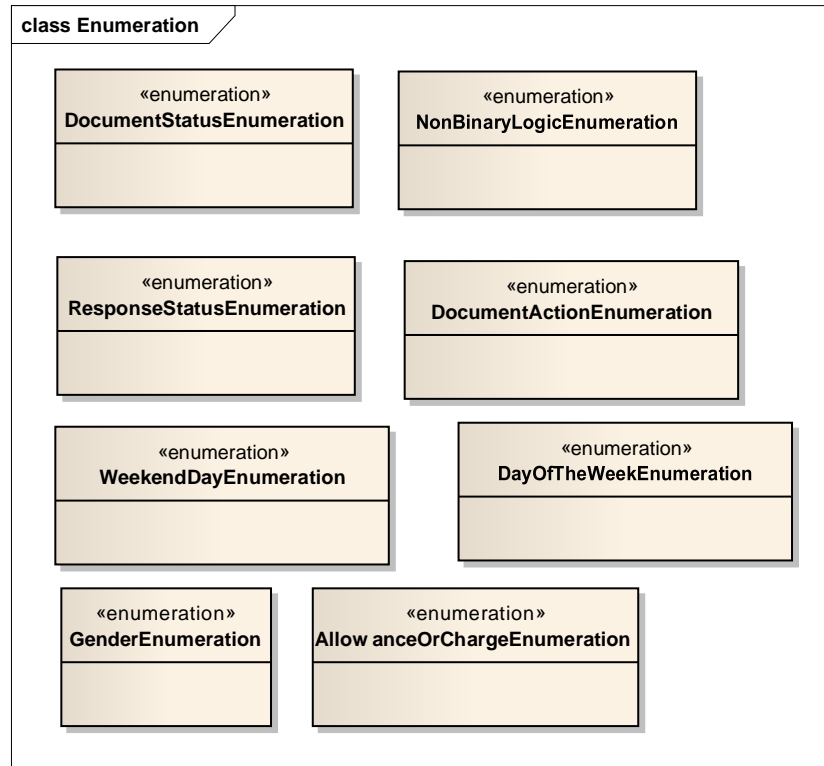 class Enumeration
«enumeration»
DocumentStatusEnumeration
«enumeration»
NonBinaryLogicEnumeration
«enumeration»
ResponseStatusEnumeration
«enumeration»
DocumentActionEnumeration
«enumeration»
WeekendDayEnumeration
«enumeration»
DayOfTheWeekEnumeration
«enumeration»
GenderEnumeration
«enumeration»
Allow anceOrChargeEnumeration